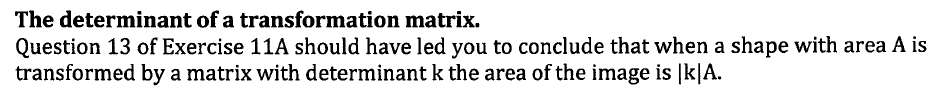 The determinant of a transformation matrix.
Question 13 of Exercise 11A should have led you to conclude that when a shape with area A is
transformed by a matrix with determinant k the area of the image is |k|A.